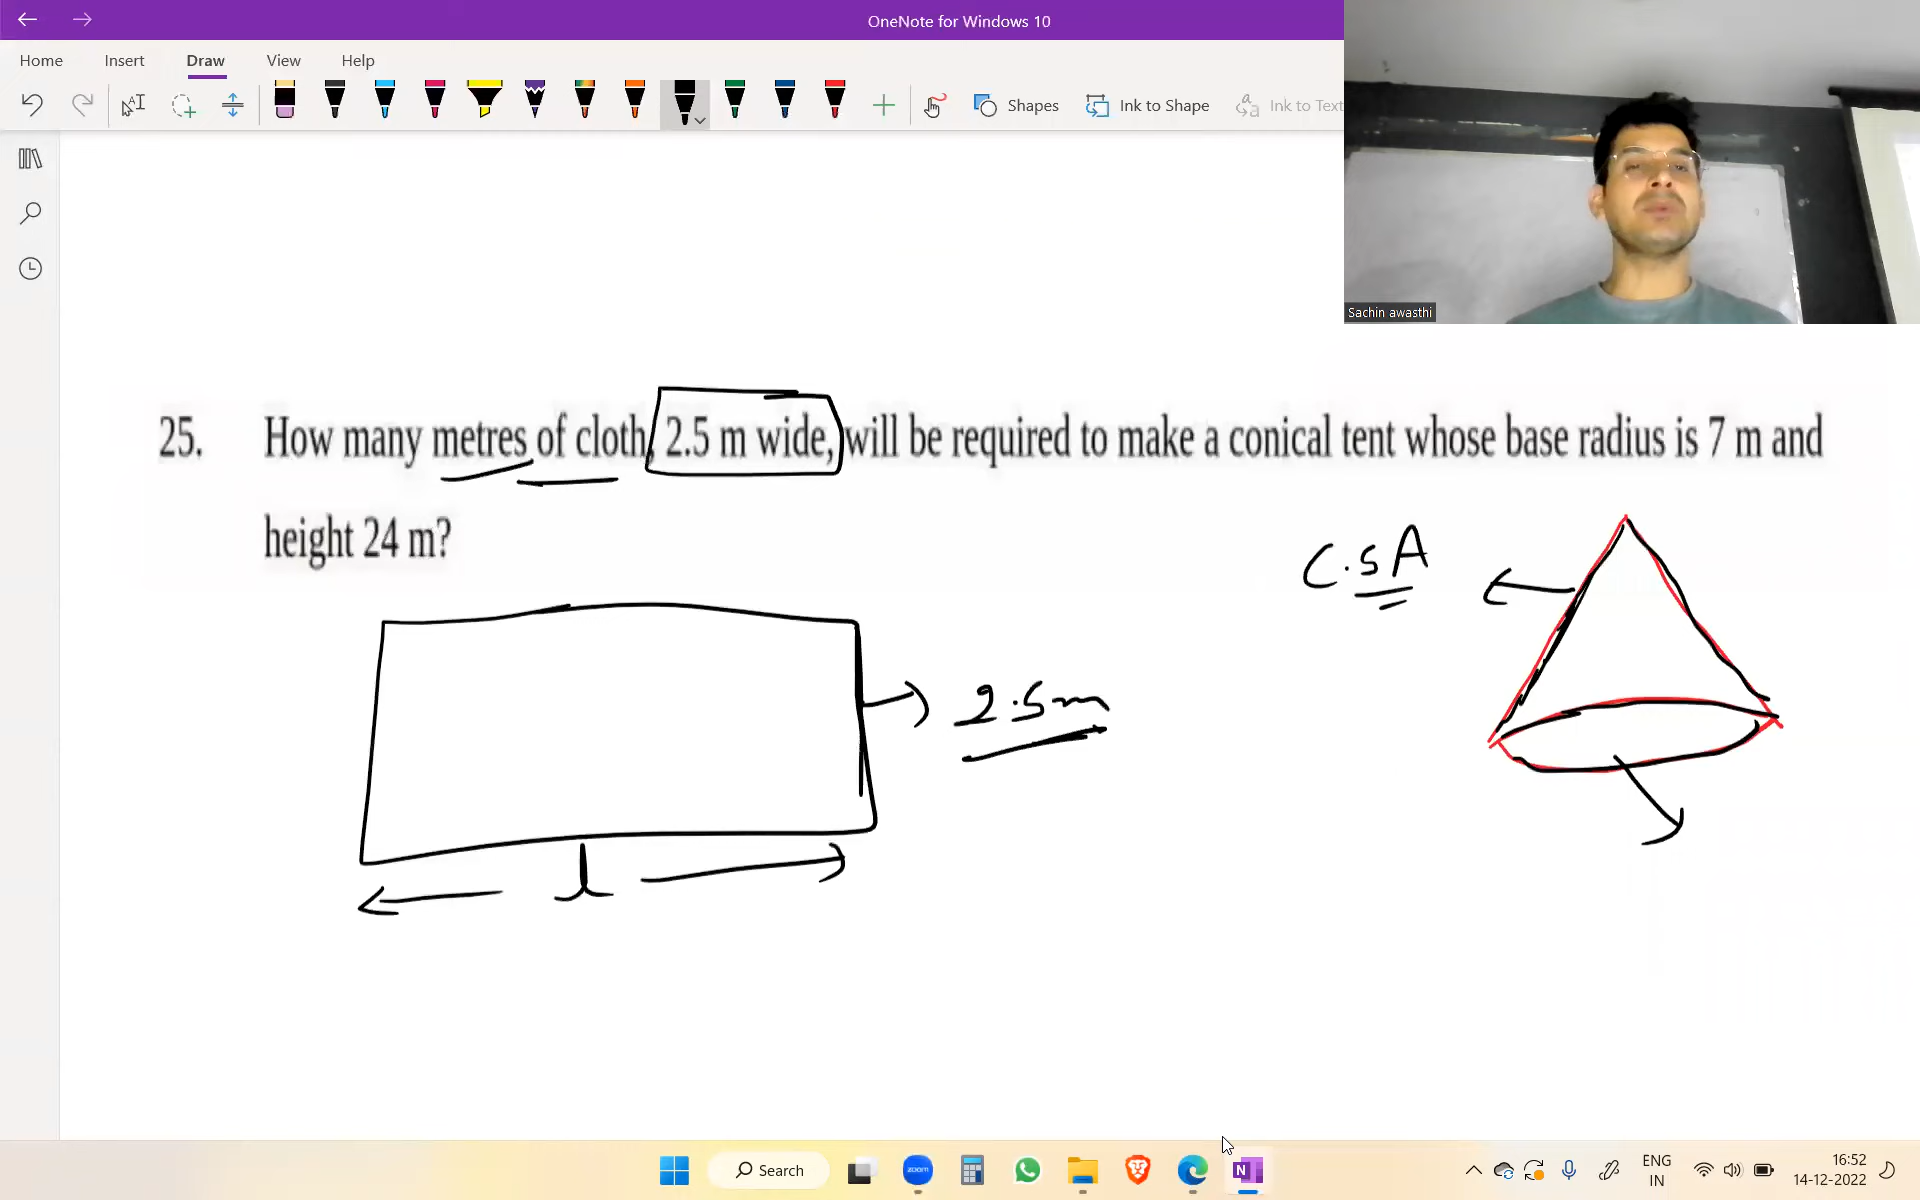 OneNote for Windows 10
Home Insert Draw View Help
Shapes Ink to Shape Ink to Text
Sachin awasthi
25. How many metres of cloth, 2.5 m wide, will be required to make a conical tent whose base radius is 7 m and
height 24 m?
C.S.A
2.5m
l
zoom
Search
N
ENG
IN
16:52
14-12-2022